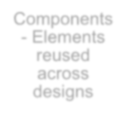 Components
- Elements
reused
across
designs